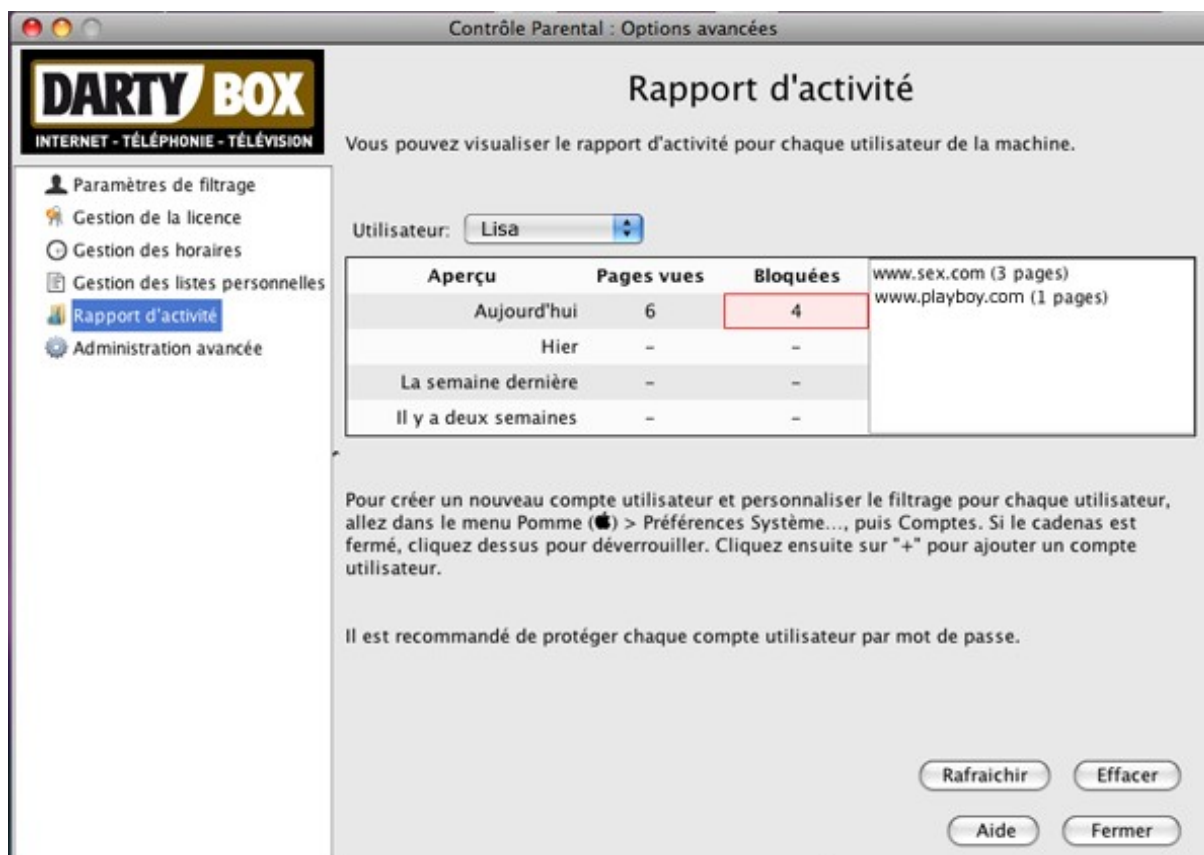 Contrôle Parental : Options avancées
DARTY BOX
INTERNET - TÉLÉPHONIE - TÉLÉVISION
Paramètres de filtrage
Gestion de la licence
Gestion des horaires
Gestion des listes personnelles
Rapport d'activité
Administration avancée
Rapport d'activité
Vous pouvez visualiser le rapport d'activité pour chaque utilisateur de la machine.
Utilisateur: Lisa
Aperçu Pages vues Bloquées
Aujourd'hui 6 4
Hier – –
La semaine dernière – –
Il y a deux semaines – –
www.sex.com (3 pages)
www.playboy.com (1 pages)
Pour créer un nouveau compte utilisateur et personnaliser le filtrage pour chaque utilisateur,
allez dans le menu Pomme () > Préférences Système..., puis Comptes. Si le cadenas est
fermé, cliquez dessus pour déverrouiller. Cliquez ensuite sur "+" pour ajouter un compte
utilisateur.
Il est recommandé de protéger chaque compte utilisateur par mot de passe.
Rafraichir Effacer
Aide Fermer